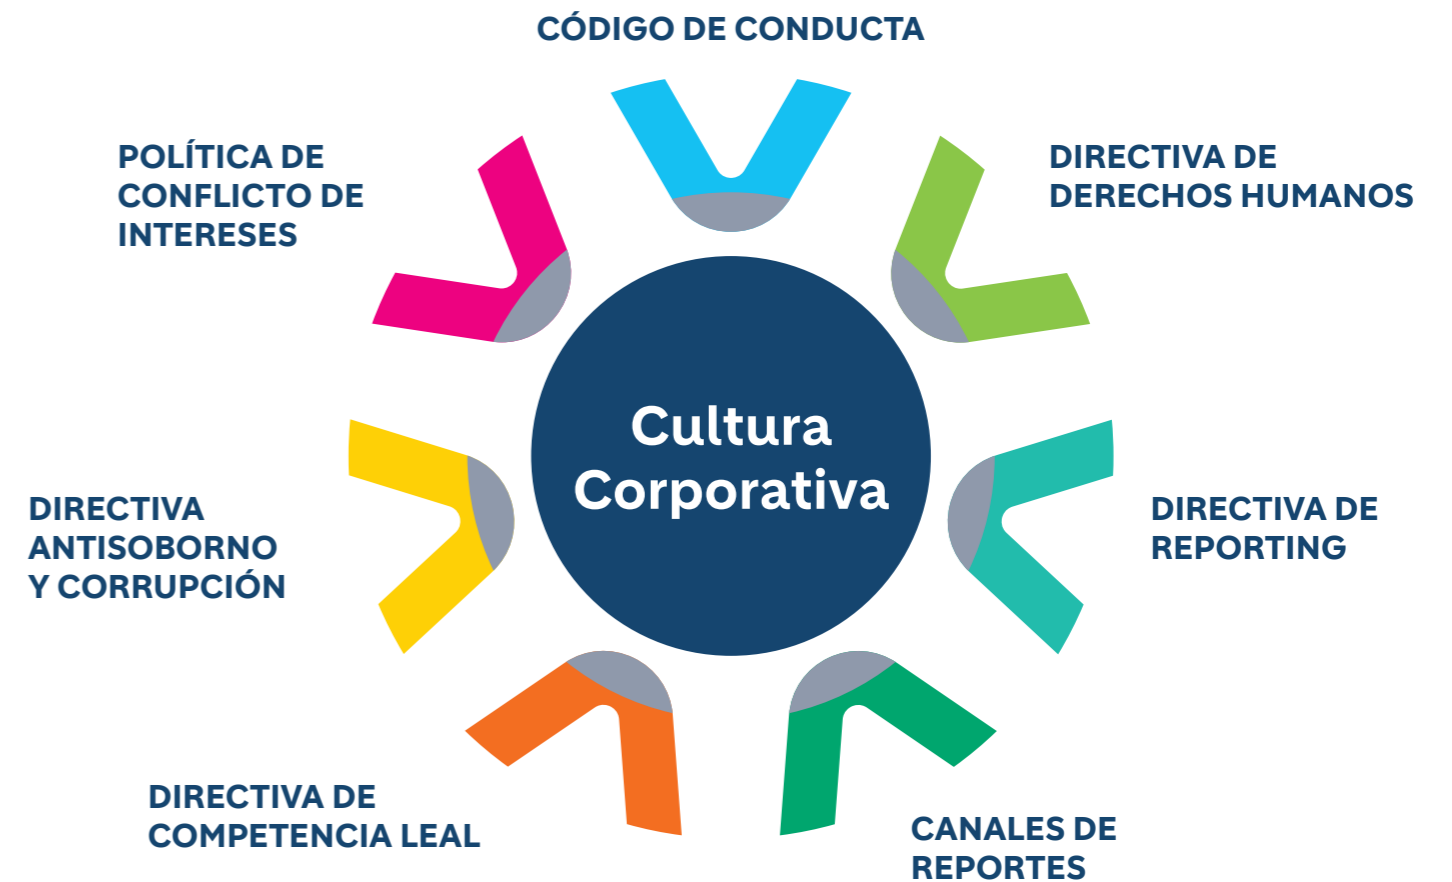 CÓDIGO DE CONDUCTA
POLÍTICA DE
CONFLICTO DE
INTERESES
DIRECTIVA DE
DERECHOS HUMANOS
Cultura
Corporativa
DIRECTIVA
ANTISOBORNO
Y CORRUPCIÓN
DIRECTIVA DE
REPORTING
DIRECTIVA DE
COMPETENCIA LEAL
CANALES DE
REPORTES